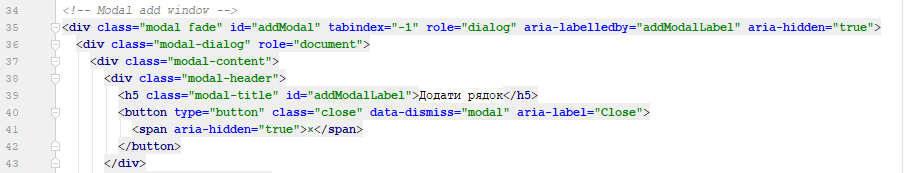 34 <!-- Modal add window -->
35 <div class="modal fade" id="addModal" tabindex="-1" role="dialog" aria-labelledby="addModalLabel" aria-hidden="true">
36 <div class="modal-dialog" role="document">
37 <div class="modal-content">
38 <div class="modal-header">
39 <h5 class="modal-title" id="addModalLabel">Додати рядок</h5>
40 <button type="button" class="close" data-dismiss="modal" aria-label="Close">
41 <span aria-hidden="true">×</span>
42 </button>
43 </div>